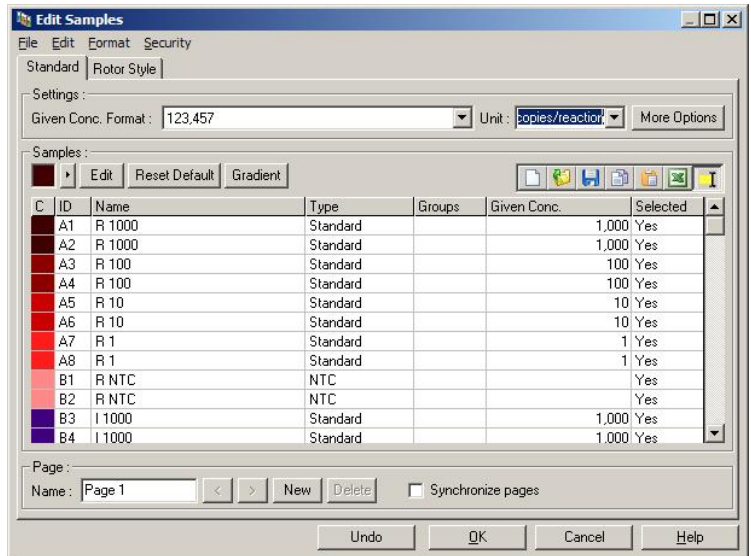 Edit Samples
File Edit Format Security
Standard Rotor Style
Settings :
Given Conc. Format : 123,457 Unit : copies/reaction More Options
Samples :
Edit Reset Default Gradient
C ID Name Type Groups Given Conc. Selected
A1 R 1000 Standard 1,000 Yes
A2 R 1000 Standard 1,000 Yes
A3 R 100 Standard 100 Yes
A4 R 100 Standard 100 Yes
A5 R 10 Standard 10 Yes
A6 R 10 Standard 10 Yes
A7 R 1 Standard 1 Yes
A8 R 1 Standard 1 Yes
B1 R NTC NTC Yes
B2 R NTC NTC Yes
B3 I 1000 Standard 1,000 Yes
B4 I 1000 Standard 1,000 Yes
Page :
Name : Page 1 < > New Delete Synchronize pages
Undo OK Cancel Help